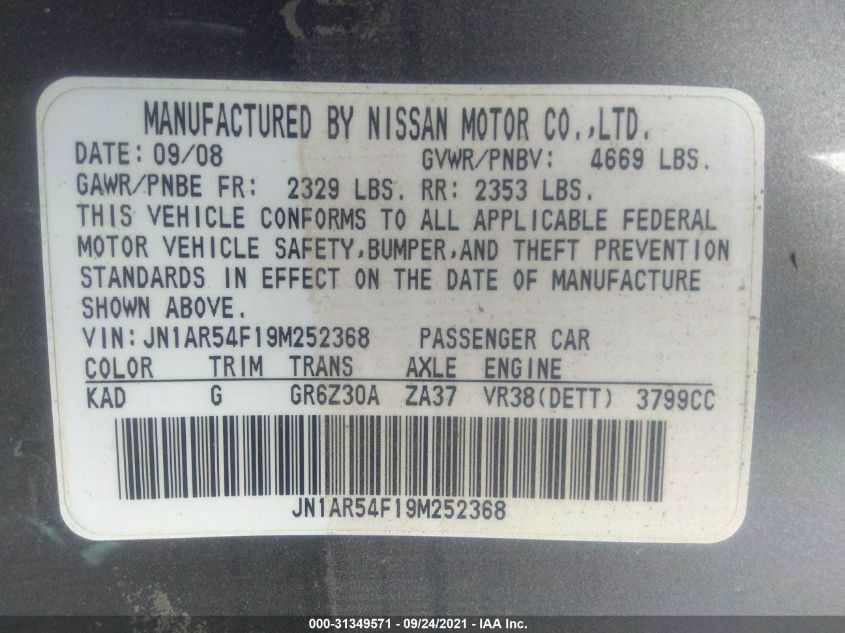 MANUFACTURED BY NISSAN MOTOR CO.,LTD.
DATE: 09/08 GVWR/PNBV: 4669 LBS.
GAWR/PNBE FR: 2329 LBS. RR: 2353 LBS.
THIS VEHICLE CONFORMS TO ALL APPLICABLE FEDERAL
MOTOR VEHICLE SAFETY,BUMPER,AND THEFT PREVENTION
STANDARDS IN EFFECT ON THE DATE OF MANUFACTURE
SHOWN ABOVE.
VIN: JN1AR54F19M252368 PASSENGER CAR
COLOR TRIM TRANS AXLE ENGINE
KAD G GR6Z30A ZA37 VR38(DETT) 3799CC
JN1AR54F19M252368
000-31349571 - 09/24/2021 - IAA Inc.